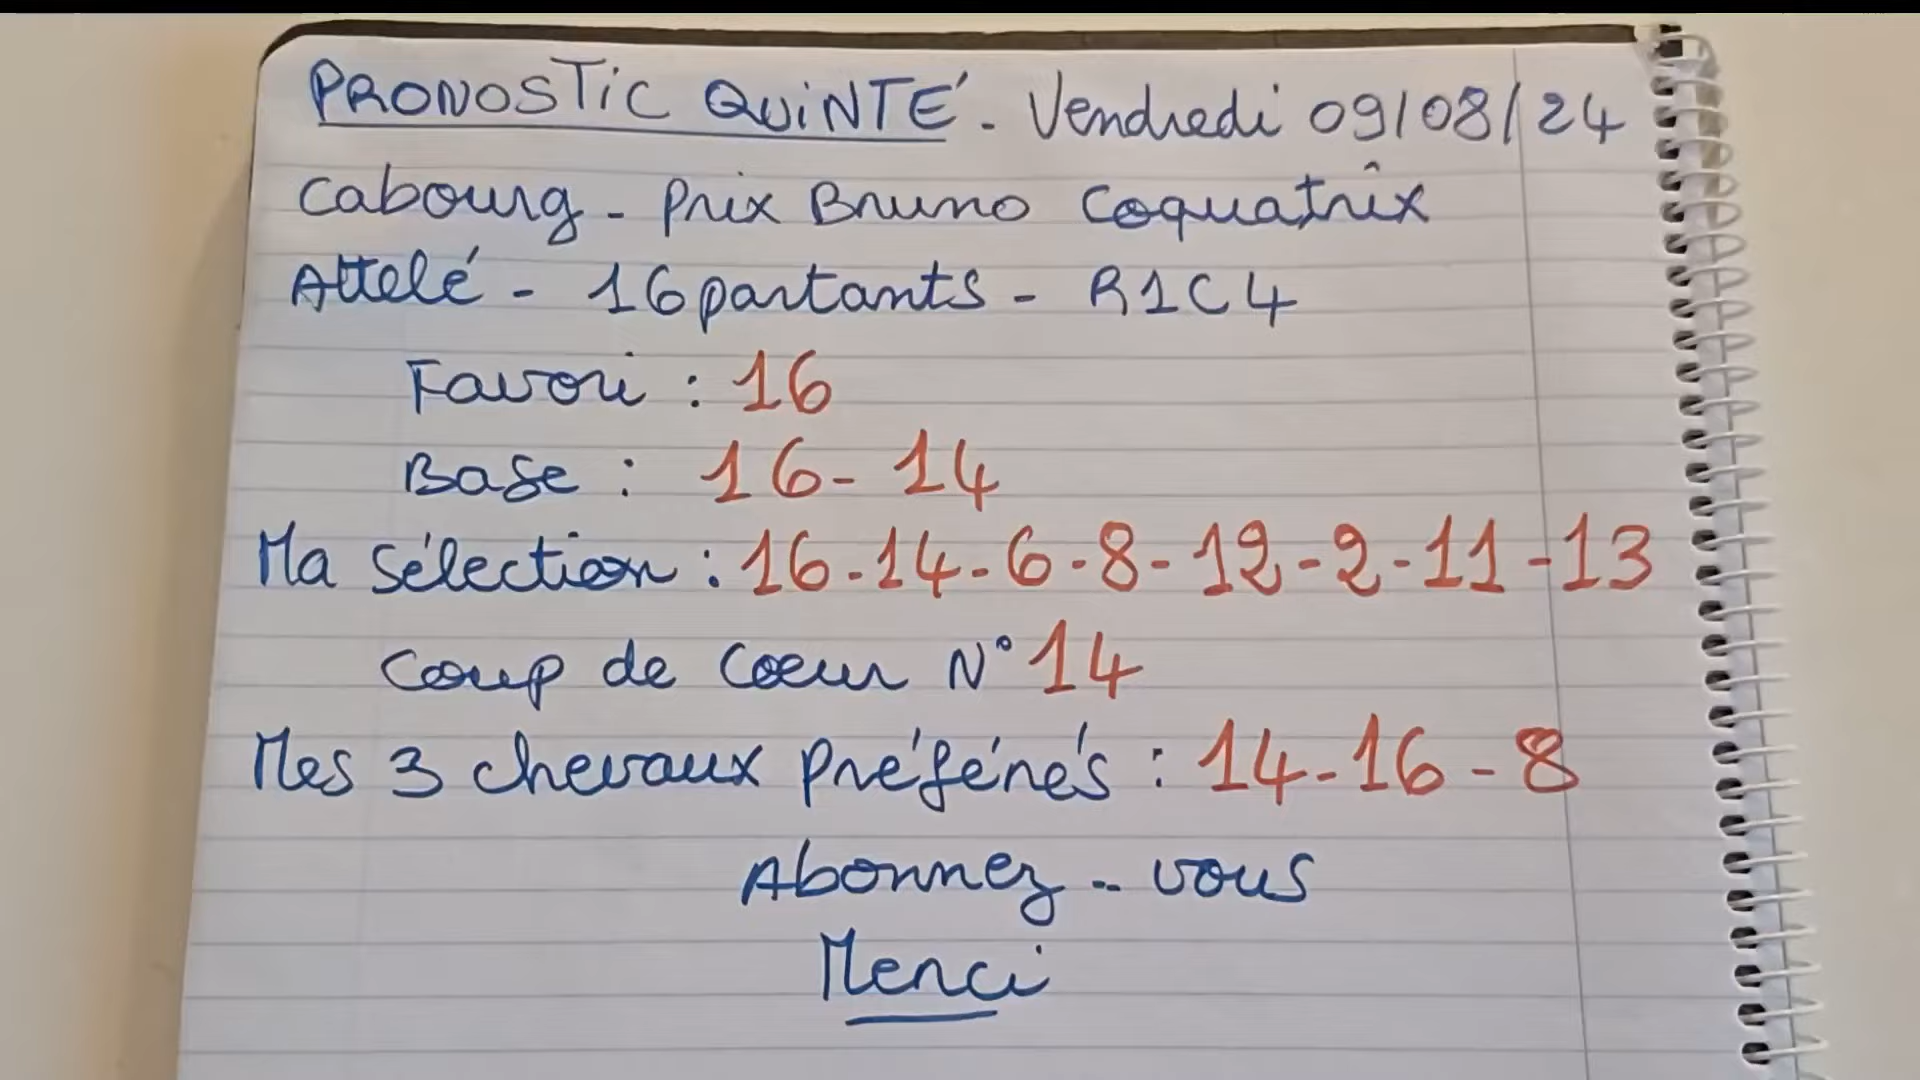 PRONOSTIC QUINTÉ. Vendredi 09/08/24
Cabourg - Prix Bruno Coquatrîx
Attelé - 16 partants - R1C4
Favori : 16
Base : 16 - 14
Ma sélection : 16 - 14 - 6 - 8 - 12 - 2 - 11 - 13
Coup de Coeur N° 14
Mes 3 chevaux préférés : 14 - 16 - 8
Abonnez - vous
Merci